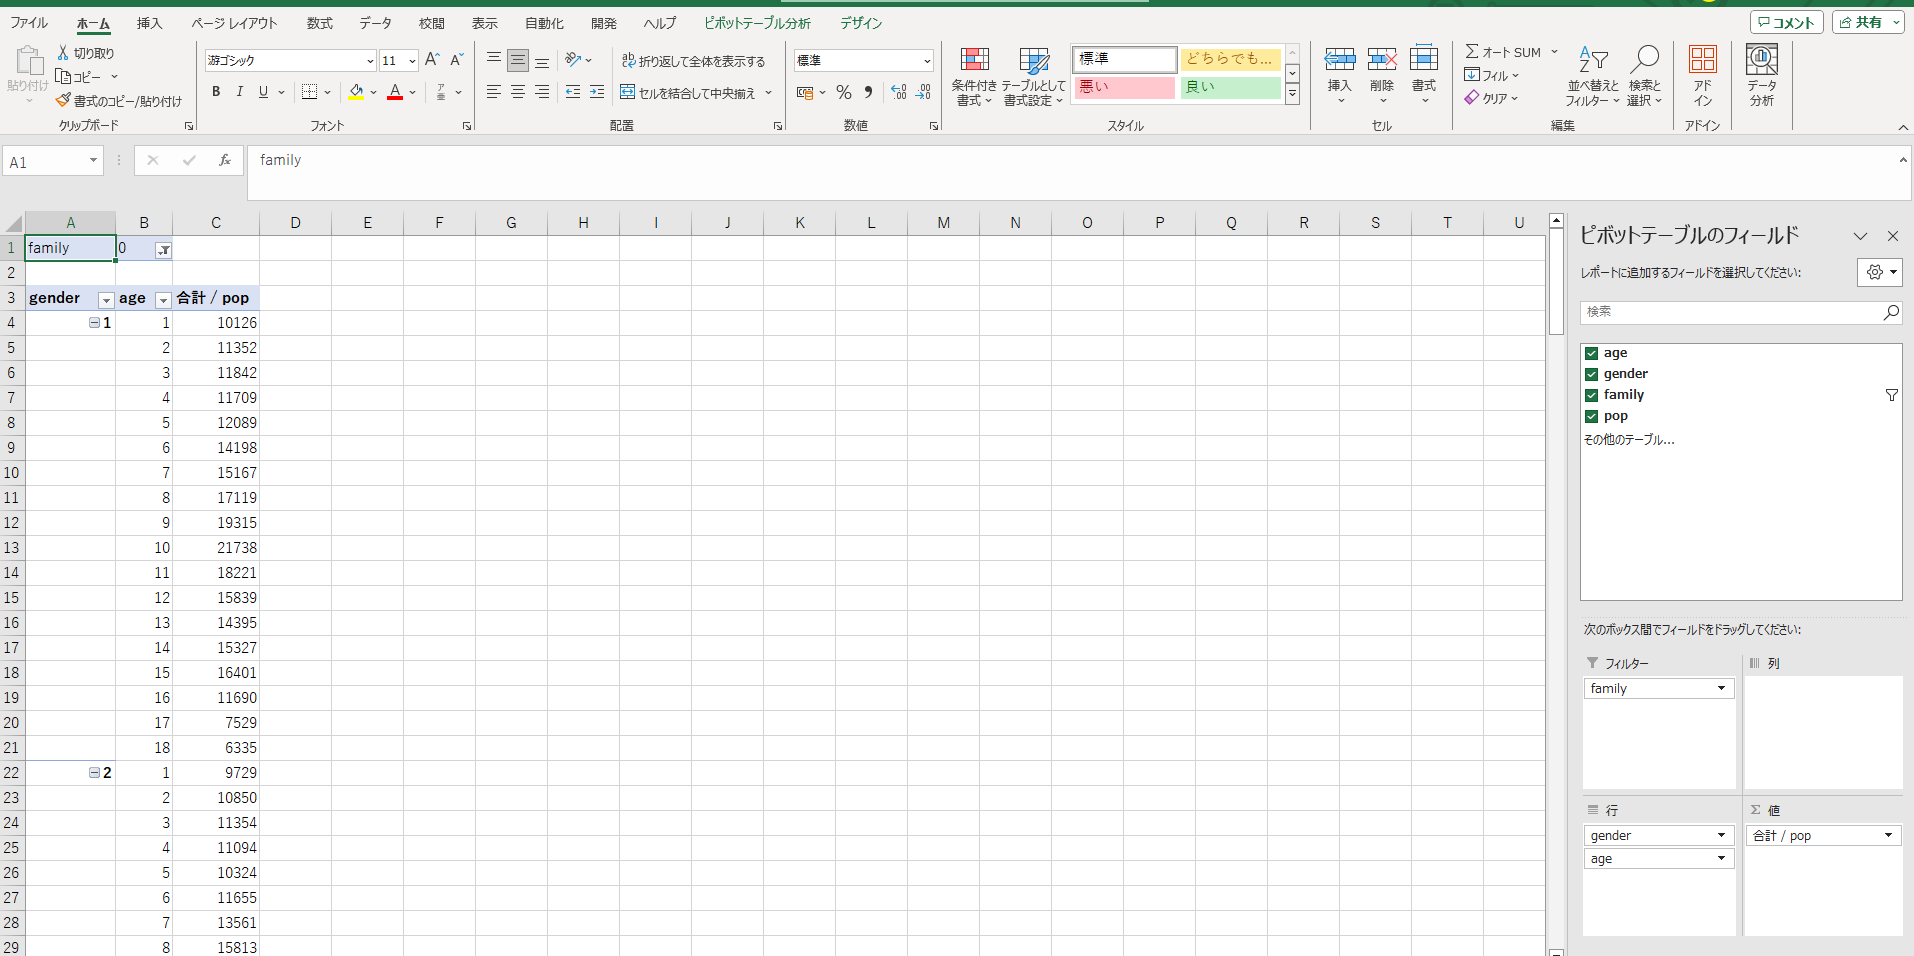 ファイル ホーム 挿入 ページ レイアウト 数式 データ 校閲 表示 自動化 開発 ヘルプ ピボットテーブル分析 デザイン コメント 共有
貼り付け 切り取り コピー 書式のコピー/貼り付け
クリップボード
游ゴシック 11 A A
B I U A 亜
フォント
折り返して全体を表示する
セルを結合して中央揃え
配置
標準
% 数値
条件付き書式 テーブルとして書式設定
標準 どちらでも...
悪い 良い
スタイル
挿入 削除 書式
セル
Σ オート SUM
フィル
クリア
並べ替えとフィルター 検索と選択
編集
アドイン
アドイン
データ分析
A1 fx family
A B C D E F G H I J K L M N O P Q R S T U
1 family 0
2
3 gender age 合計 / pop
4 1 1 10126
5 2 11352
6 3 11842
7 4 11709
8 5 12089
9 6 14198
10 7 15167
11 8 17119
12 9 19315
13 10 21738
14 11 18221
15 12 15839
16 13 14395
17 14 15327
18 15 16401
19 16 11690
20 17 7529
21 18 6335
22 2 1 9729
23 2 10850
24 3 11354
25 4 11094
26 5 10324
27 6 11655
28 7 13561
29 8 15813
ピボットテーブルのフィールド
レポートに追加するフィールドを選択してください:
検索
age
gender
family
pop
その他のテーブル...
次のボックス間でフィールドをドラッグしてください:
フィルター 列
family
行 Σ 値
gender 合計 / pop
age